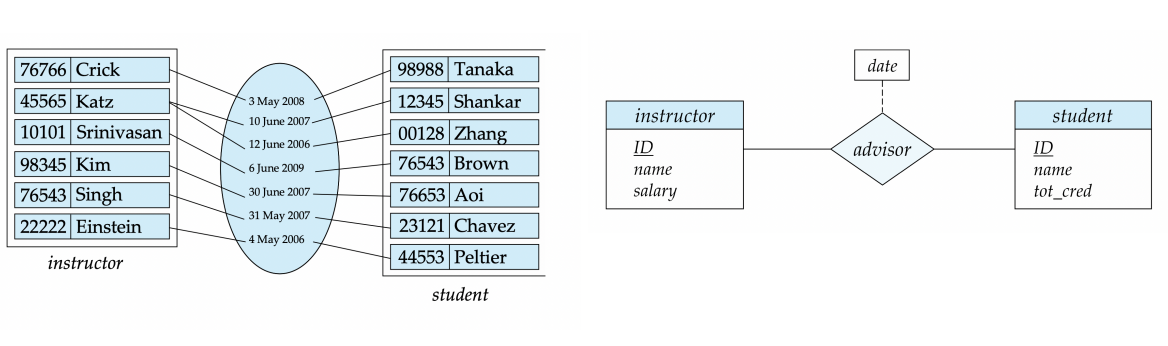 76766 Crick
45565 Katz
10101 Srinivasan
98345 Kim
76543 Singh
22222 Einstein
instructor
3 May 2008
10 June 2007
12 June 2006
6 June 2009
30 June 2007
31 May 2007
4 May 2006
98988 Tanaka
12345 Shankar
00128 Zhang
76543 Brown
76653 Aoi
23121 Chavez
44553 Peltier
student
date
instructor
ID
name
salary
advisor
student
ID
name
tot_cred